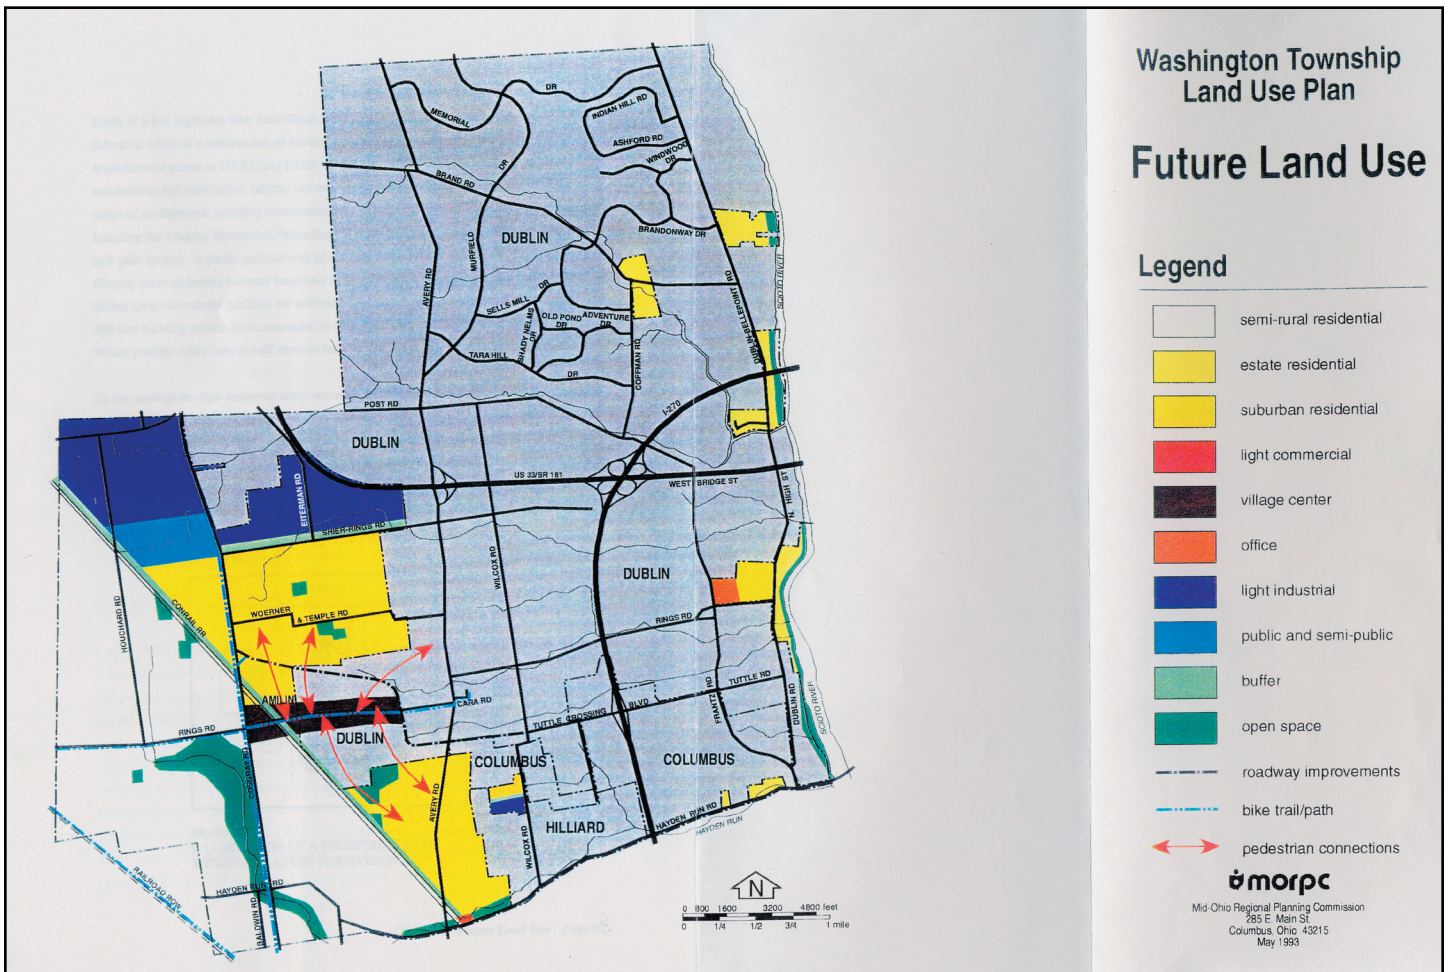 Washington Township
Land Use Plan
Future Land Use
Legend
semi-rural residential
estate residential
suburban residential
light commercial
village center
office
light industrial
public and semi-public
buffer
open space
roadway improvements
bike trail/path
pedestrian connections
morpc
Mid-Ohio Regional Planning Commission
285 E. Main St.
Columbus, Ohio 43215
May 1993
MEMORIAL
DR
DR
INDIAN HILL RD
ASHFORD RD
WINDWOOD
DR
BRAND RD
BRANDONWAY DR
DUBLIN
MURFIELD
AVERY RD
SELLS MILL
DR
SHADY NELMS
DR
OLD POND
DR
ADVENTURE
DR
TARA HILL
DR
COFFMAN RD
DUBLIN-BELLEPOINT
RD
SCIOTO RIVER
POST RD
I-270
DUBLIN
US 33/SR 161
WEST BRIDGE ST
N. HIGH ST
EITERMAN RD
SHIER-RINGS RD
WILCOX RD
DUBLIN
HOUCHARD RD
CONRAIL RR
WOERNER
& TEMPLE RD
RINGS RD
AMILIN
CARA RD
RINGS RD
DUBLIN
TUTTLE CROSSING
BLVD
FRANTZ RD
TUTTLE RD
DUBLIN RD
SCIOTO RIVER
COSGRAY RD
COLUMBUS
COLUMBUS
AVERY RD
WILCOX RD
HILLIARD
HAYDEN RUN RD
HAYDEN RUN
RAILROAD ROW
HAYDEN RUN RD
BALDWIN RD
N
0 800 1600 3200 4800 feet
0 1/4 1/2 3/4 1 mile